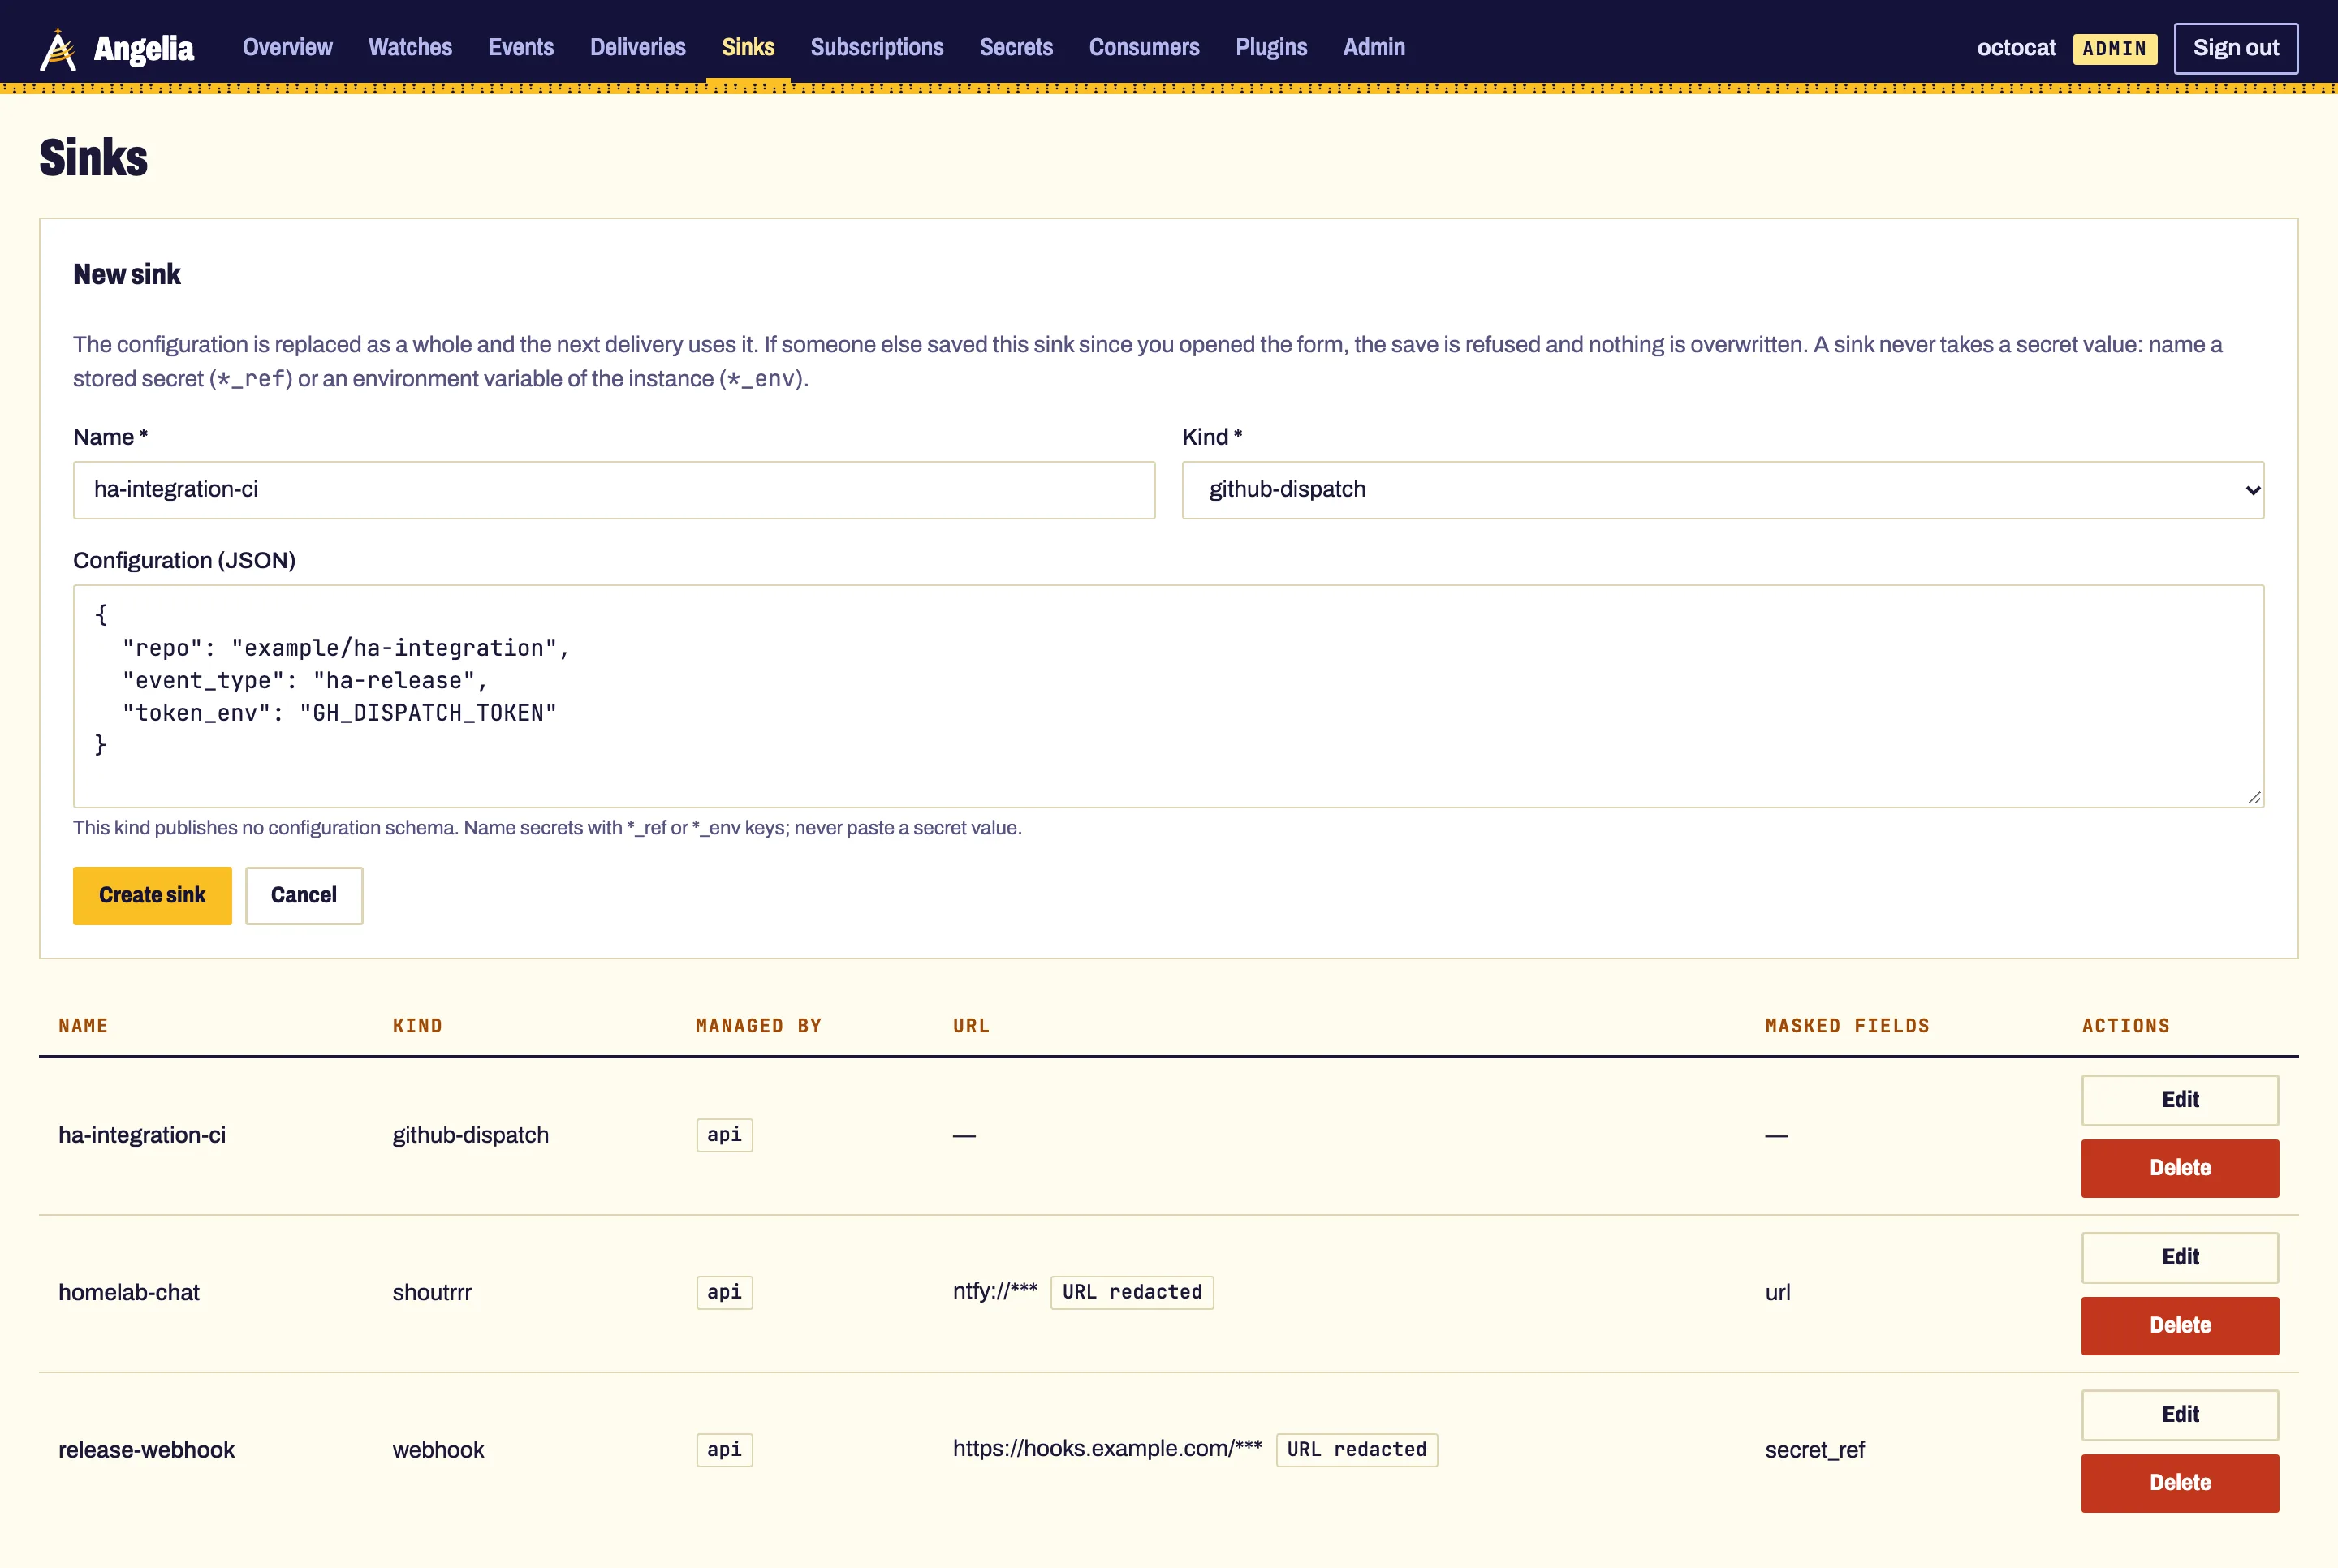 Angelia Overview Watches Events Deliveries Sinks Subscriptions Secrets Consumers Plugins Admin octocat ADMIN Sign out
Sinks
New sink
The configuration is replaced as a whole and the next delivery uses it. If someone else saved this sink since you opened the form, the save is refused and nothing is overwritten. A sink never takes a secret value: name a
stored secret (*_ref) or an environment variable of the instance (*_env).
Name * Kind *
ha-integration-ci github-dispatch
Configuration (JSON)
{
"repo": "example/ha-integration",
"event_type": "ha-release",
"token_env": "GH_DISPATCH_TOKEN"
}
This kind publishes no configuration schema. Name secrets with *_ref or *_env keys; never paste a secret value.
Create sink Cancel
NAME KIND MANAGED BY URL MASKED FIELDS ACTIONS
Edit
ha-integration-ci github-dispatch api — —
Delete
Edit
homelab-chat shoutrrr api ntfy://*** URL redacted url
Delete
Edit
release-webhook webhook api https://hooks.example.com/*** URL redacted secret_ref
Delete